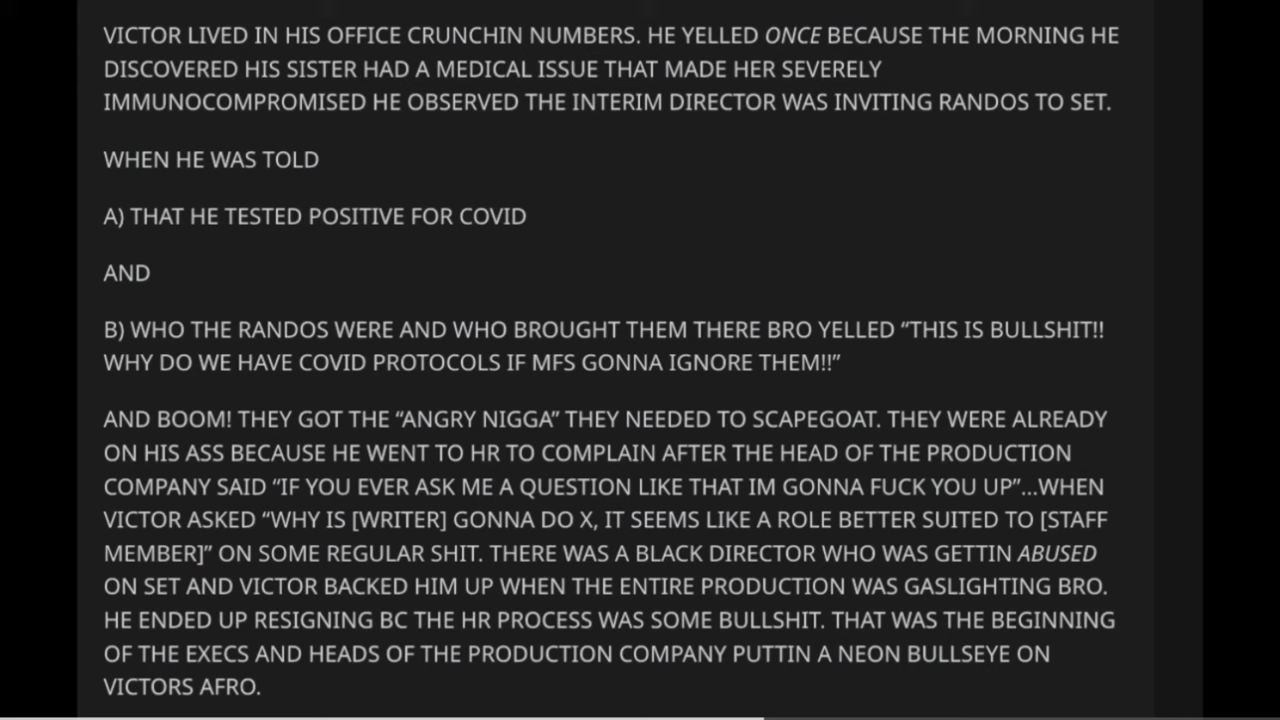 VICTOR LIVED IN HIS OFFICE CRUNCHIN NUMBERS. HE YELLED ONCE BECAUSE THE MORNING HE
DISCOVERED HIS SISTER HAD A MEDICAL ISSUE THAT MADE HER SEVERELY
IMMUNOCOMPROMISED HE OBSERVED THE INTERIM DIRECTOR WAS INVITING RANDOS TO SET.
WHEN HE WAS TOLD
A) THAT HE TESTED POSITIVE FOR COVID
AND
B) WHO THE RANDOS WERE AND WHO BROUGHT THEM THERE BRO YELLED “THIS IS BULLSHIT!!
WHY DO WE HAVE COVID PROTOCOLS IF MFS GONNA IGNORE THEM!!”
AND BOOM! THEY GOT THE “ANGRY NIGGA” THEY NEEDED TO SCAPEGOAT. THEY WERE ALREADY
ON HIS ASS BECAUSE HE WENT TO HR TO COMPLAIN AFTER THE HEAD OF THE PRODUCTION
COMPANY SAID “IF YOU EVER ASK ME A QUESTION LIKE THAT IM GONNA FUCK YOU UP”...WHEN
VICTOR ASKED “WHY IS [WRITER] GONNA DO X, IT SEEMS LIKE A ROLE BETTER SUITED TO [STAFF
MEMBER]” ON SOME REGULAR SHIT. THERE WAS A BLACK DIRECTOR WHO WAS GETTIN ABUSED
ON SET AND VICTOR BACKED HIM UP WHEN THE ENTIRE PRODUCTION WAS GASLIGHTING BRO.
HE ENDED UP RESIGNING BC THE HR PROCESS WAS SOME BULLSHIT. THAT WAS THE BEGINNING
OF THE EXECS AND HEADS OF THE PRODUCTION COMPANY PUTTIN A NEON BULLSEYE ON
VICTORS AFRO.